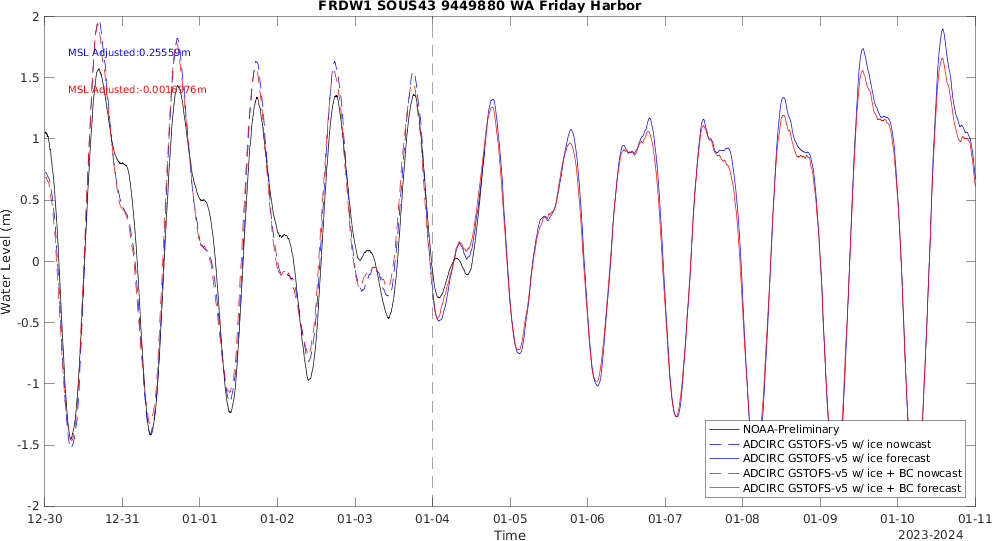 FRDW1 SOUS43 9449880 WA Friday Harbor
MSL Adjusted:0.25559m
MSL Adjusted:-0.0016976m
Water Level (m)
2
1.5
1
0.5
0
-0.5
-1
-1.5
-2
NOAA-Preliminary
ADCIRC GSTOFS-v5 w/ ice nowcast
ADCIRC GSTOFS-v5 w/ ice forecast
ADCIRC GSTOFS-v5 w/ ice + BC nowcast
ADCIRC GSTOFS-v5 w/ ice + BC forecast
12-30 12-31 01-01 01-02 01-03 01-04 01-05 01-06 01-07 01-08 01-09 01-10 01-11
Time
2023-2024